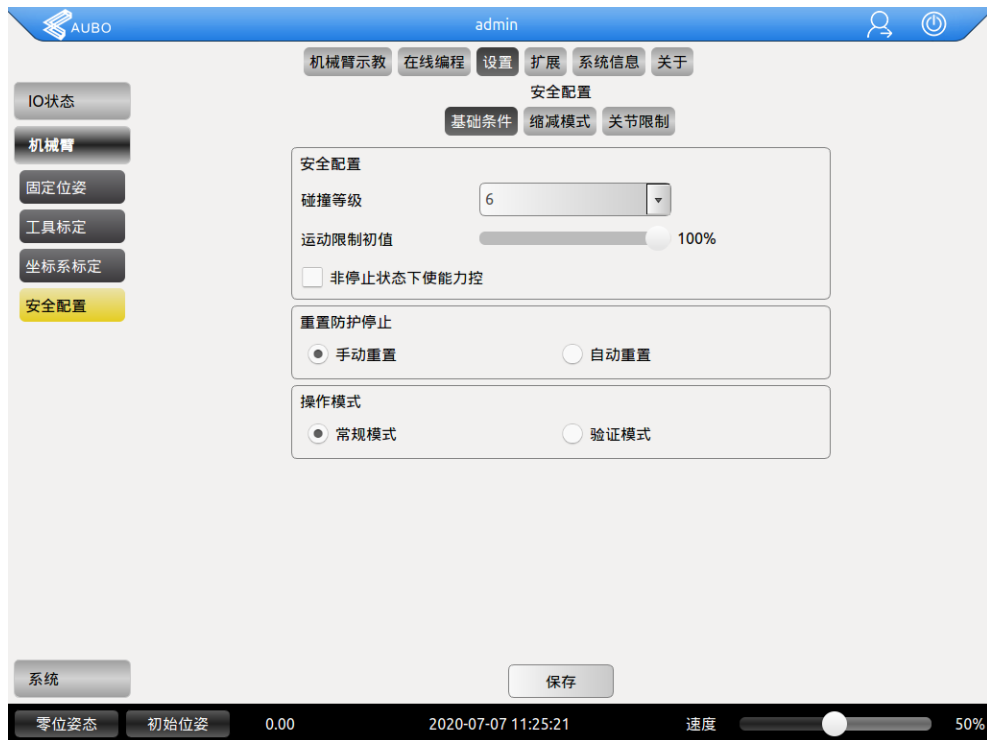 AUBO
admin
机械臂示教 在线编程 设置 扩展 系统信息 关于
安全配置
基础条件 缩减模式 关节限制
IO状态
机械臂
固定位姿
工具标定
坐标系标定
安全配置
安全配置
碰撞等级 6
运动限制初值 100%
非停止状态下使能力控
重置防护停止
手动重置 自动重置
操作模式
常规模式 验证模式
系统
保存
零位姿态 初始位姿 0.00 2020-07-07 11:25:21 速度 50%